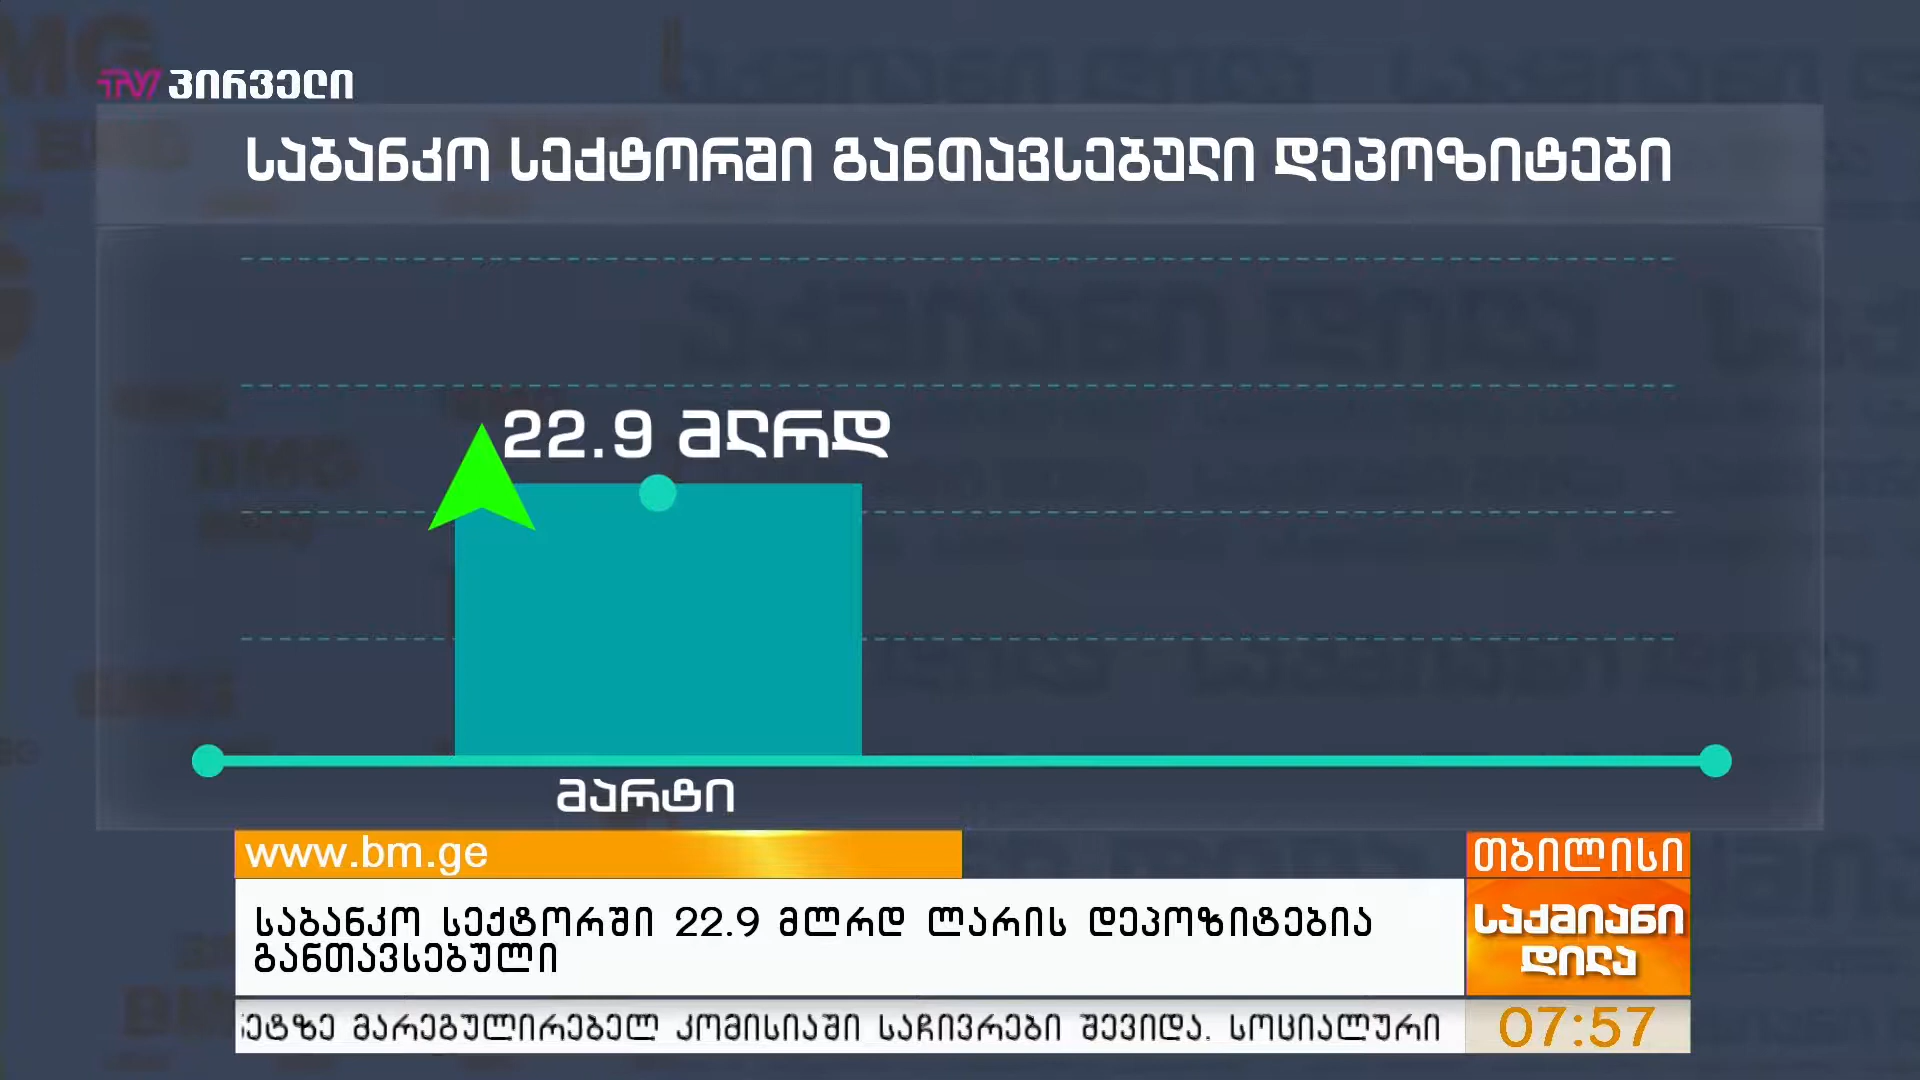 TV პირველი
საბანკო სექტორში განთავსებული დეპოზიტები
22.9 მლრდ
მარტი
www.bm.ge
თბილისი
საბანკო სექტორში 22.9 მლრდ ლარის დეპოზიტებია
განთავსებული
საქმიანი
დილა
მარეგულირებელ კომისიაში საჩივრები შევიდა. სოციალური
07:57